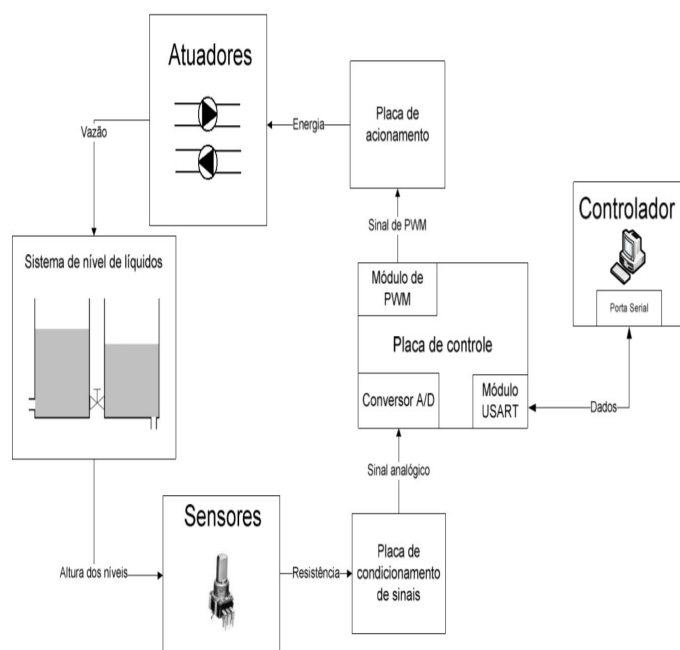 Atuadores
Placa de
acionamento
Energia
Vazão
Sinal de PWM
Controlador
Porta Serial
Sistema de nível de líquidos
Módulo de
PWM
Placa de controle
Conversor A/D
Módulo
USART
Dados
Sinal analógico
Sensores
Placa de
condicionamento
de sinais
Altura dos níveis
Resistência